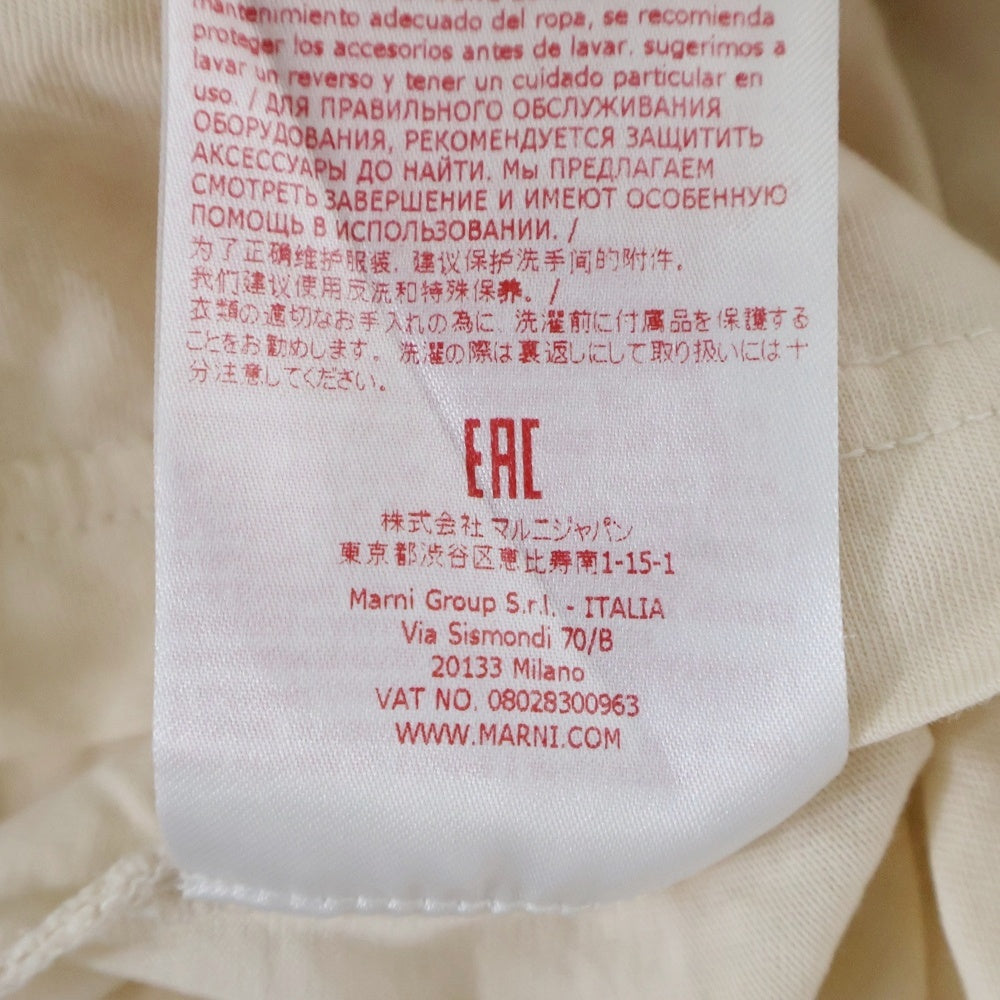 mantenimiento adecuado del ropa, se recomienda
proteger los accesorios antes de lavar. sugerimos a
lavar un reverso y tener un cuidado particular en
uso. / ДЛЯ ПРАВИЛЬНОГО ОБСЛУЖИВАНИЯ
ОБОРУДОВАНИЯ, РЕКОМЕНДУЕТСЯ ЗАЩИТИТЬ
АКСЕССУАРЫ ДО НАЙТИ. Мы ПРЕДЛАГАЕМ
СМОТРЕТЬ ЗАВЕРШЕНИЕ И ИМЕЮТ ОСОБЕННУЮ
ПОМОЩЬ В ИСПОЛЬЗОВАНИИ. /
为了正确维护服装, 建议保护洗手间的附件。
我们建议使用反洗和特殊保养。/
衣類の適切なお手入れの為に、洗濯前に付属品を保護する
ことをお勧めします。洗濯の際は裏返しにして取り扱いには十
分注意してください。
EAC
株式会社 マルニジャパン
東京都渋谷区恵比寿南1-15-1
Marni Group S.r.l. - ITALIA
Via Sismondi 70/B
20133 Milano
VAT NO. 08028300963
WWW.MARNI.COM